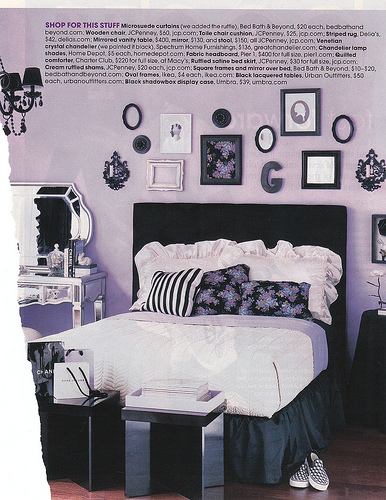 SHOP FOR THIS STUFF Microsuede curtains (we added the ruffle), Bed Bath & Beyond, $20 each, bedbathand
beyond.com; Wooden chair, JCPenney, $60, jcp.com; Toile chair cushion, JCPenney, $25, jcp.com; Striped rug, Delia's,
$42, delias.com; Mirrored vanity table, $400, mirror, $130, and stool, $150, all JCPenney, jcp.com; Venetian
crystal chandelier (we painted it black), Spectrum Home Furnishings, $136, greatchandelier.com; Chandelier lamp
shades, Home Depot, $5 each, homedepot.com; Fabric headboard, Pier 1, $400 for full size, pier1.com; Quilted
comforter, Charter Club, $220 for full size, at Macy's; Ruffled satine bed skirt, JCPenney, $30 for full size, jcp.com;
Cream ruffled shams, JCPenney, $20 each, jcp.com; Square frames and mirror over bed, Bed Bath & Beyond, $10–$20,
bedbathandbeyond.com; Oval frames, Ikea, $4 each, ikea.com; Black lacquered tables, Urban Outfitters, $50
each, urbanoutfitters.com; Black shadowbox display case, Umbra, $39, umbra.com
G
CHAN